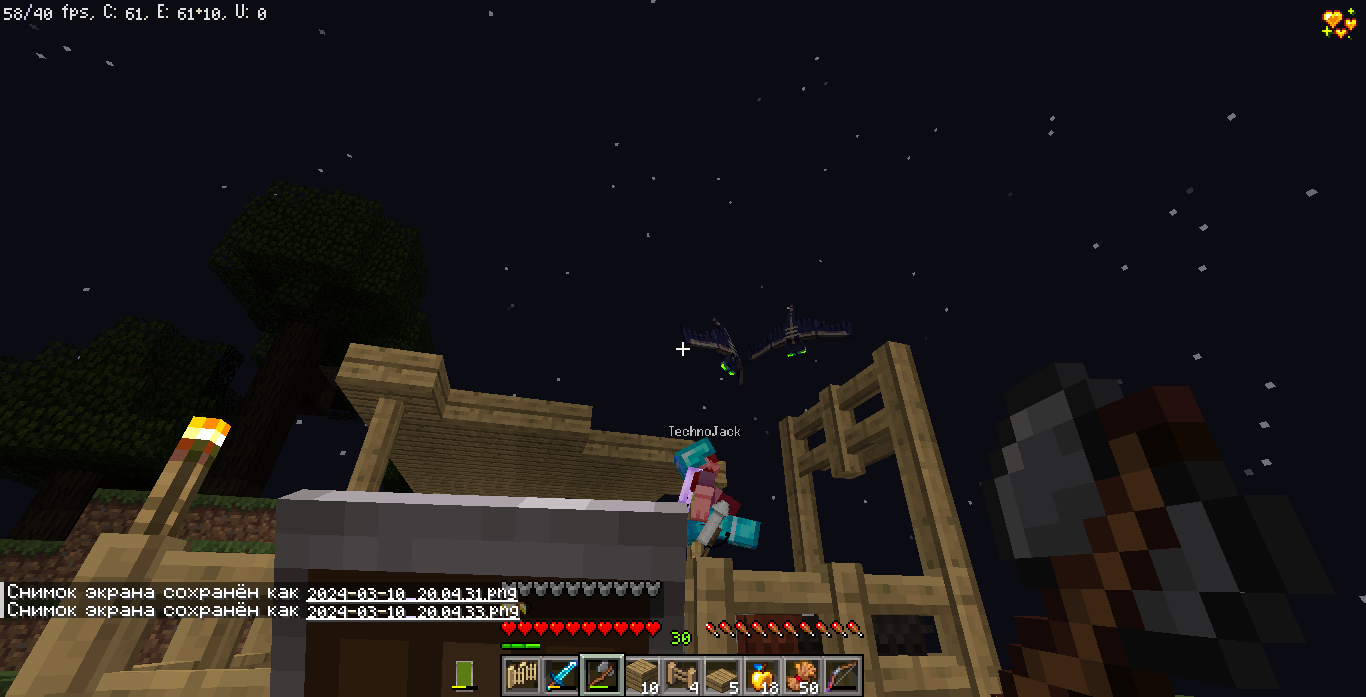 58/40 fps, C: 61, E: 61+10, U: 0
TechnoJack
Снимок экрана сохранён как 2024-03-10_20.04.31.png
Снимок экрана сохранён как 2024-03-10_20.04.33.png
30
10 4 5 18 50